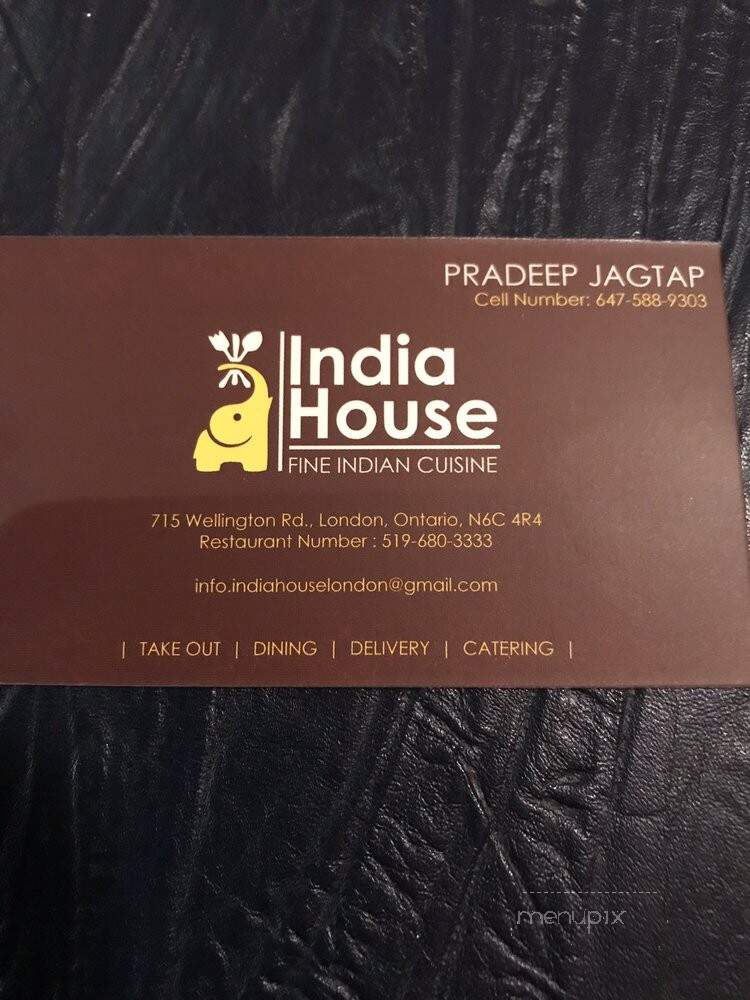 PRADEEP JAGTAP
Cell Number: 647-588-9303
India
House
FINE INDIAN CUISINE
715 Wellington Rd., London, Ontario, N6C 4R4
Restaurant Number : 519-680-3333
info.indiahouselondon@gmail.com
| TAKE OUT | DINING | DELIVERY | CATERING |
menupix